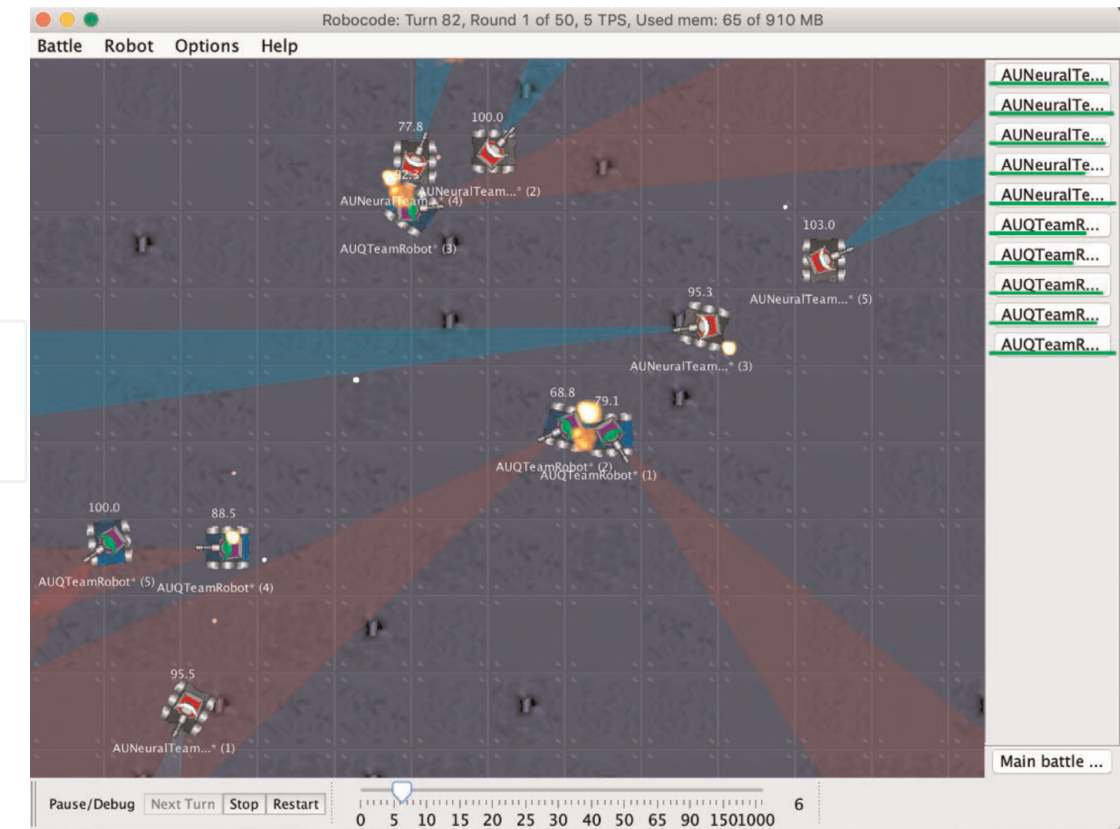 Robocode: Turn 82, Round 1 of 50, 5 TPS, Used mem: 65 of 910 MB
Battle Robot Options Help
AUNeuralTe...
AUNeuralTe...
AUNeuralTe...
AUNeuralTe...
AUNeuralTe...
AUQTeamR...
AUQTeamR...
AUQTeamR...
AUQTeamR...
AUQTeamR...
77.8
100.0
AUNeuralTeam...* (2)
AUNeuralTeam...* (4)
AUQTeamRobot* (3)
103.0
AUNeuralTeam...* (5)
95.3
AUNeuralTeam...* (3)
68.8
79.1
AUQTeamRobot* (2)
AUQTeamRobot* (1)
100.0
AUQTeamRobot* (5)
88.5
AUQTeamRobot* (4)
95.5
AUNeuralTeam...* (1)
Main battle ...
Pause/Debug Next Turn Stop Restart 6
0 5 10 15 20 25 30 40 50 65 90 1501000